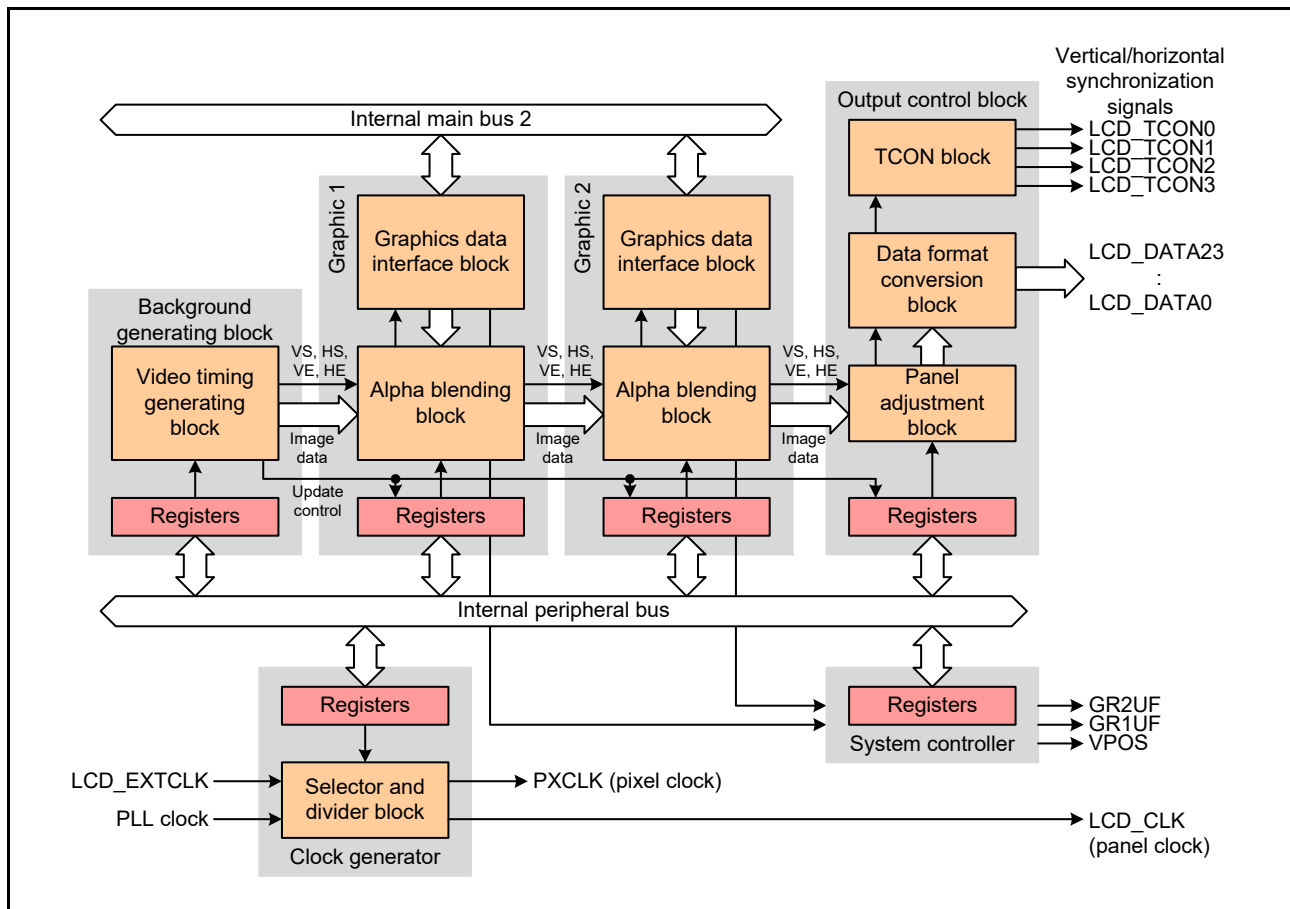 Vertical/horizontal
synchronization
signals
Output control block
LCD_TCON0
LCD_TCON1
LCD_TCON2
LCD_TCON3
TCON block
Internal main bus 2
Graphic 1
Graphics data
interface block
Graphic 2
Graphics data
interface block
Data format
conversion
block
LCD_DATA23
:
LCD_DATA0
Background
generating block
Video timing
generating
block
VS, HS,
VE, HE
Image
data
Alpha blending
block
VS, HS,
VE, HE
Image
data
Alpha blending
block
VS, HS,
VE, HE
Image
data
Panel
adjustment
block
Update
control
Registers
Registers
Registers
Registers
Internal peripheral bus
Registers
Registers
System controller
GR2UF
GR1UF
VPOS
LCD_EXTCLK
PLL clock
Selector and
divider block
Clock generator
PXCLK (pixel clock)
LCD_CLK
(panel clock)